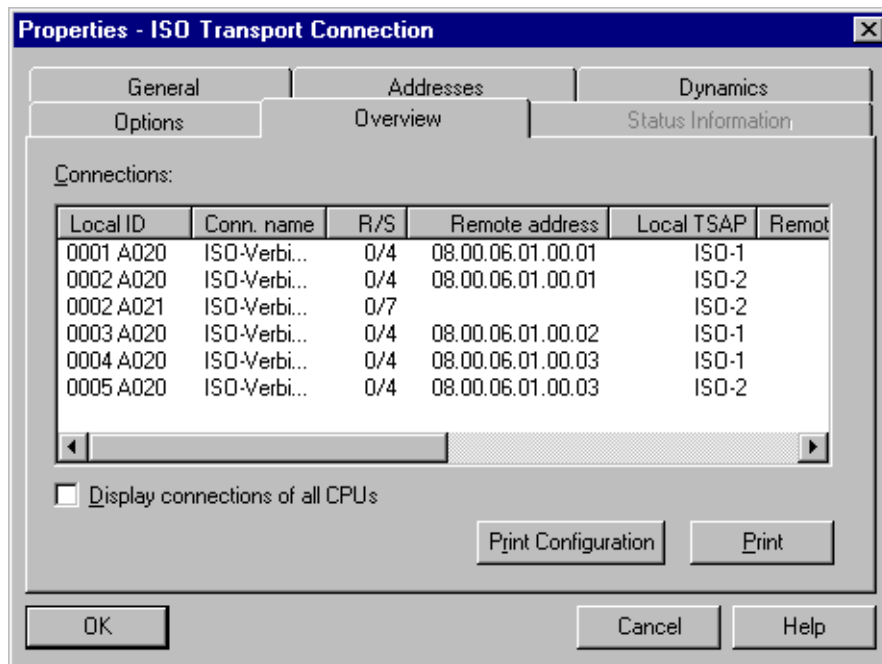 Properties - ISO Transport Connection
General Addresses Dynamics
Options Overview Status Information
Connections:
Local ID Conn. name R/S Remote address Local TSAP Remot
0001 A020 ISO-Verbi... 0/4 08.00.06.01.00.01 ISO-1
0002 A020 ISO-Verbi... 0/4 08.00.06.01.00.01 ISO-2
0002 A021 ISO-Verbi... 0/7 ISO-2
0003 A020 ISO-Verbi... 0/4 08.00.06.01.00.02 ISO-1
0004 A020 ISO-Verbi... 0/4 08.00.06.01.00.03 ISO-1
0005 A020 ISO-Verbi... 0/4 08.00.06.01.00.03 ISO-2
Display connections of all CPUs
Print Configuration Print
OK Cancel Help